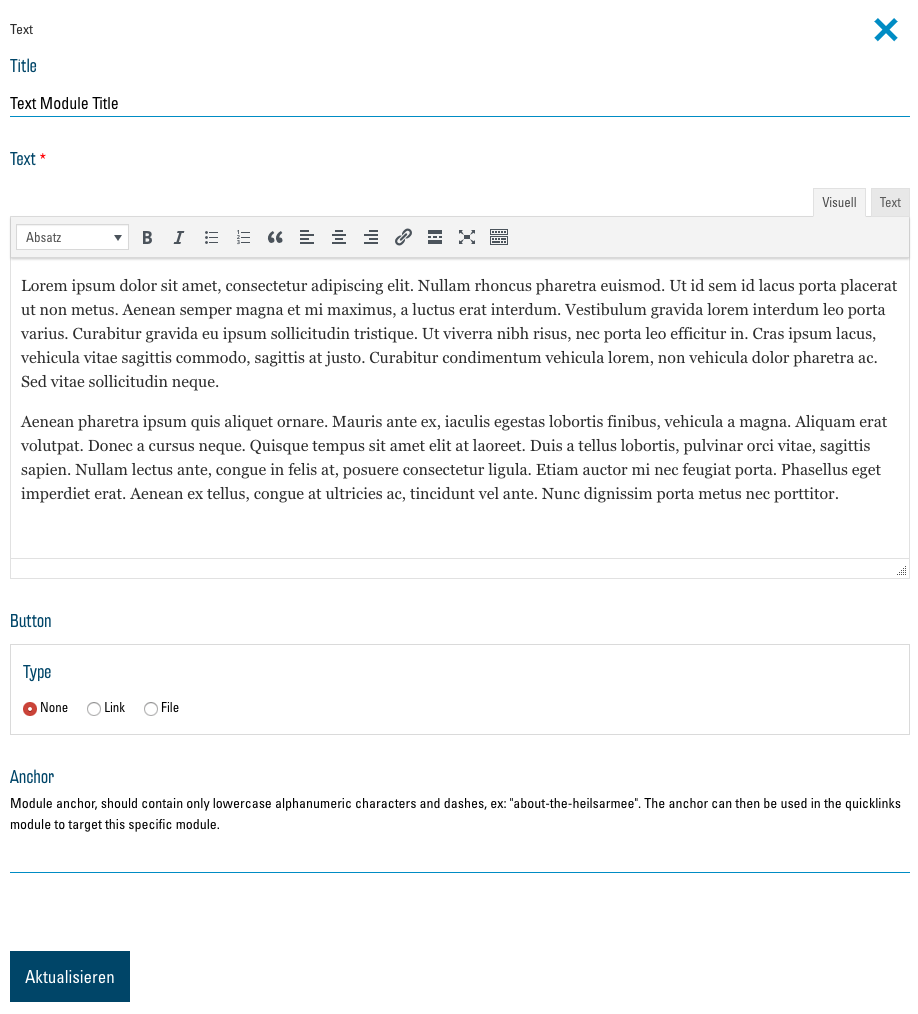 Text
Title
Text Module Title
Text *
Visuell Text
Absatz
Lorem ipsum dolor sit amet, consectetur adipiscing elit. Nullam rhoncus pharetra euismod. Ut id sem id lacus porta placerat
ut non metus. Aenean semper magna et mi maximus, a luctus erat interdum. Vestibulum gravida lorem interdum leo porta
varius. Curabitur gravida eu ipsum sollicitudin tristique. Ut viverra nibh risus, nec porta leo efficitur in. Cras ipsum lacus,
vehicula vitae sagittis commodo, sagittis at justo. Curabitur condimentum vehicula lorem, non vehicula dolor pharetra ac.
Sed vitae sollicitudin neque.
Aenean pharetra ipsum quis aliquet ornare. Mauris ante ex, iaculis egestas lobortis finibus, vehicula a magna. Aliquam erat
volutpat. Donec a cursus neque. Quisque tempus sit amet elit at laoreet. Duis a tellus lobortis, pulvinar orci vitae, sagittis
sapien. Nullam lectus ante, congue in felis at, posuere consectetur ligula. Etiam auctor mi nec feugiat porta. Phasellus eget
imperdiet erat. Aenean ex tellus, congue at ultricies ac, tincidunt vel ante. Nunc dignissim porta metus nec porttitor.
Button
Type
None Link File
Anchor
Module anchor, should contain only lowercase alphanumeric characters and dashes, ex: "about-the-heilsarmee". The anchor can then be used in the quicklinks
module to target this specific module.
Aktualisieren